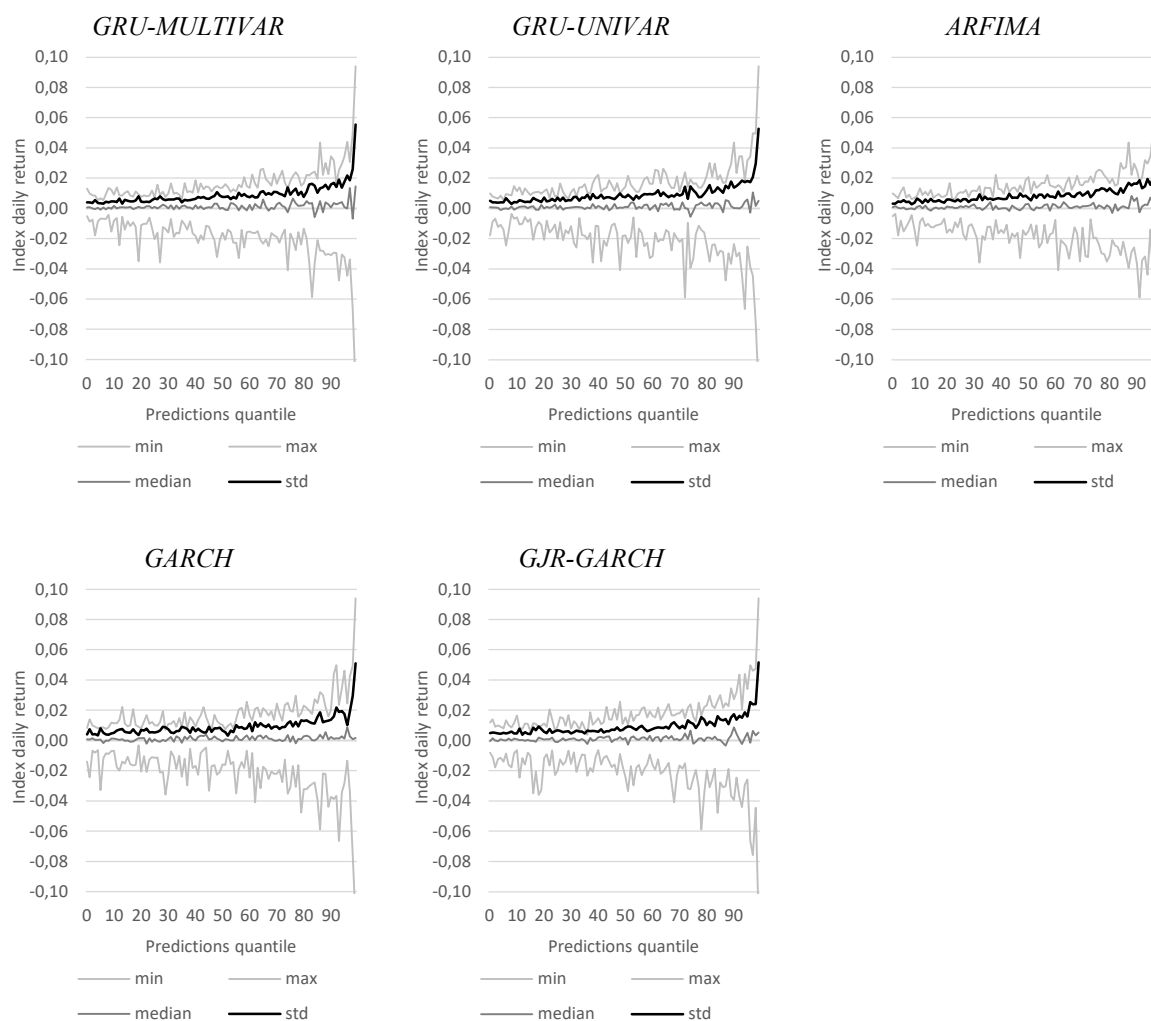 GRU-MULTIVAR
0,10
0,08
0,06
0,04
0,02
0,00
-0,02
-0,04
-0,06
-0,08
-0,10
Index daily return
0 10 20 30 40 50 60 70 80 90
Predictions quantile
min max
median std
GRU-UNIVAR
0,10
0,08
0,06
0,04
0,02
0,00
-0,02
-0,04
-0,06
-0,08
-0,10
Index daily return
0 10 20 30 40 50 60 70 80 90
Predictions quantile
min max
median std
ARFIMA
0,10
0,08
0,06
0,04
0,02
0,00
-0,02
-0,04
-0,06
-0,08
-0,10
Index daily return
0 10 20 30 40 50 60 70 80 90
Predictions quantile
min max
median std
GARCH
0,10
0,08
0,06
0,04
0,02
0,00
-0,02
-0,04
-0,06
-0,08
-0,10
Index daily return
0 10 20 30 40 50 60 70 80 90
Predictions quantile
min max
median std
GJR-GARCH
0,10
0,08
0,06
0,04
0,02
0,00
-0,02
-0,04
-0,06
-0,08
-0,10
Index daily return
0 10 20 30 40 50 60 70 80 90
Predictions quantile
min max
median std